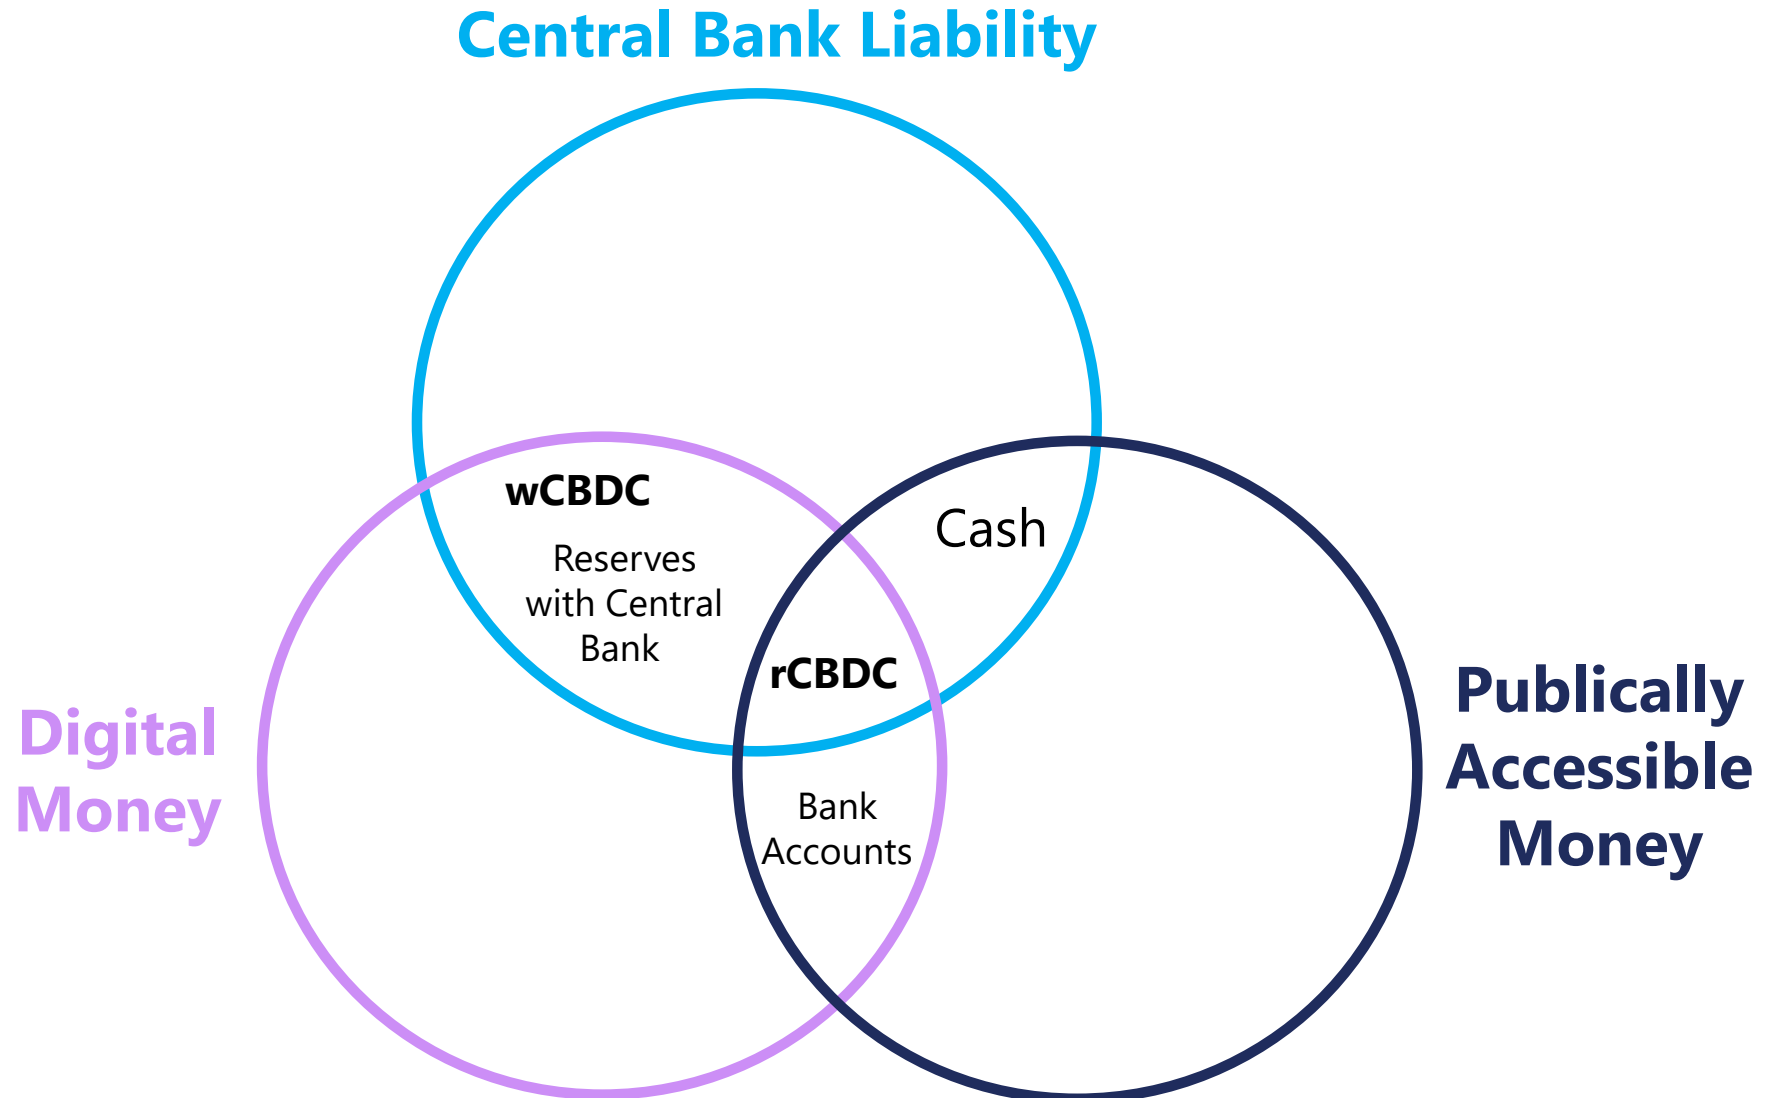 Central Bank Liability
wCBDC
Reserves
with Central
Bank
Cash
rCBDC
Digital
Money
Bank
Accounts
Publically
Accessible
Money